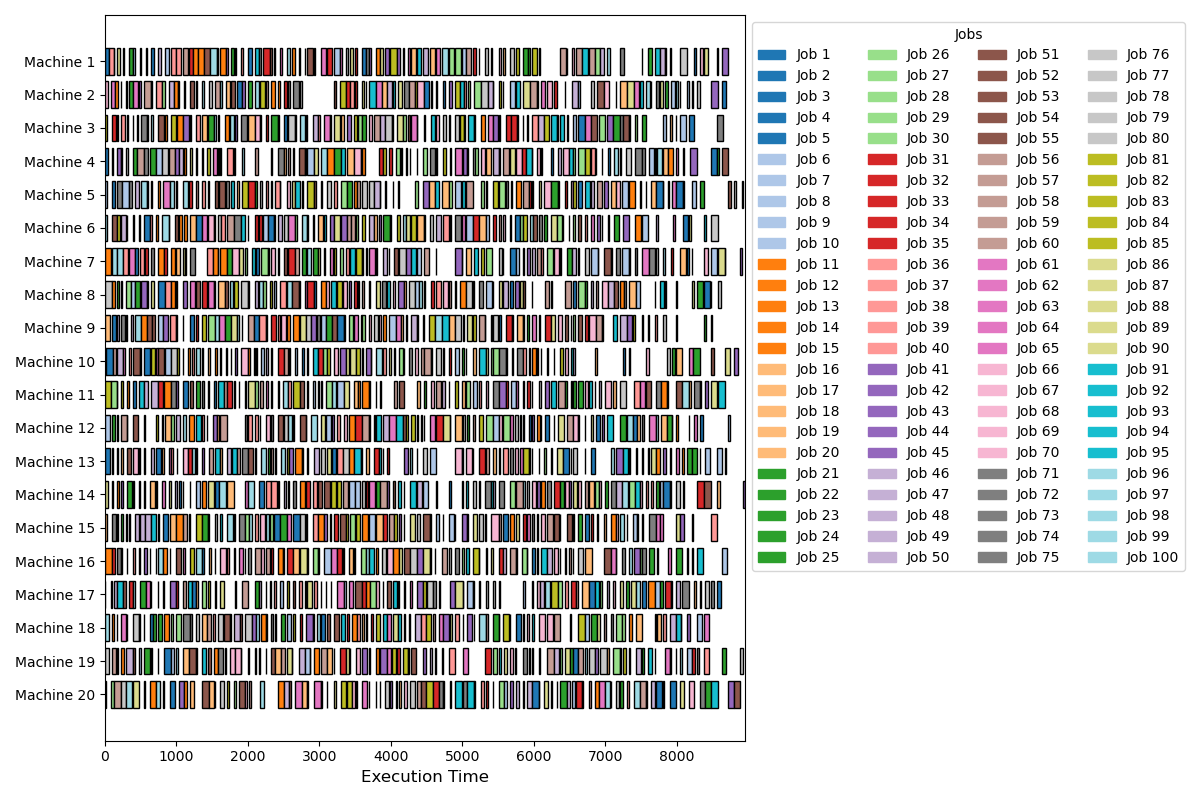 Machine 1
Machine 2
Machine 3
Machine 4
Machine 5
Machine 6
Machine 7
Machine 8
Machine 9
Machine 10
Machine 11
Machine 12
Machine 13
Machine 14
Machine 15
Machine 16
Machine 17
Machine 18
Machine 19
Machine 20
0 1000 2000 3000 4000 5000 6000 7000 8000
Execution Time
Jobs
Job 1 Job 26 Job 51 Job 76
Job 2 Job 27 Job 52 Job 77
Job 3 Job 28 Job 53 Job 78
Job 4 Job 29 Job 54 Job 79
Job 5 Job 30 Job 55 Job 80
Job 6 Job 31 Job 56 Job 81
Job 7 Job 32 Job 57 Job 82
Job 8 Job 33 Job 58 Job 83
Job 9 Job 34 Job 59 Job 84
Job 10 Job 35 Job 60 Job 85
Job 11 Job 36 Job 61 Job 86
Job 12 Job 37 Job 62 Job 87
Job 13 Job 38 Job 63 Job 88
Job 14 Job 39 Job 64 Job 89
Job 15 Job 40 Job 65 Job 90
Job 16 Job 41 Job 66 Job 91
Job 17 Job 42 Job 67 Job 92
Job 18 Job 43 Job 68 Job 93
Job 19 Job 44 Job 69 Job 94
Job 20 Job 45 Job 70 Job 95
Job 21 Job 46 Job 71 Job 96
Job 22 Job 47 Job 72 Job 97
Job 23 Job 48 Job 73 Job 98
Job 24 Job 49 Job 74 Job 99
Job 25 Job 50 Job 75 Job 100